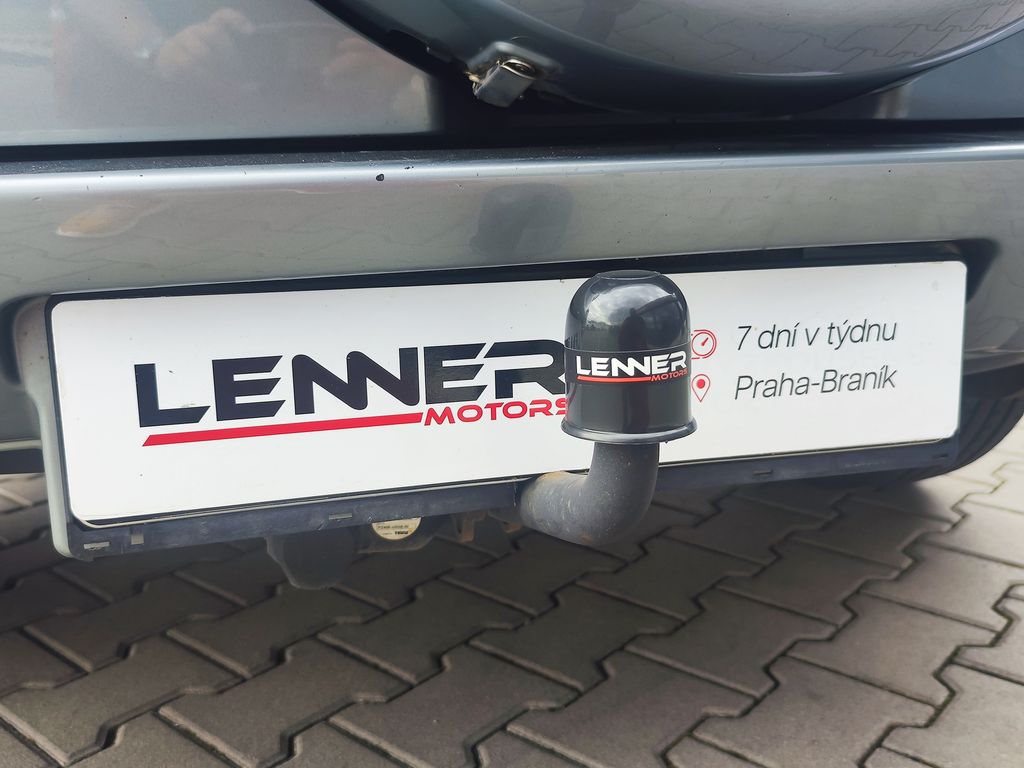 LENNER
MOTORS
LENNER
MOTORS
7 dní v týdnu
Praha-Braník